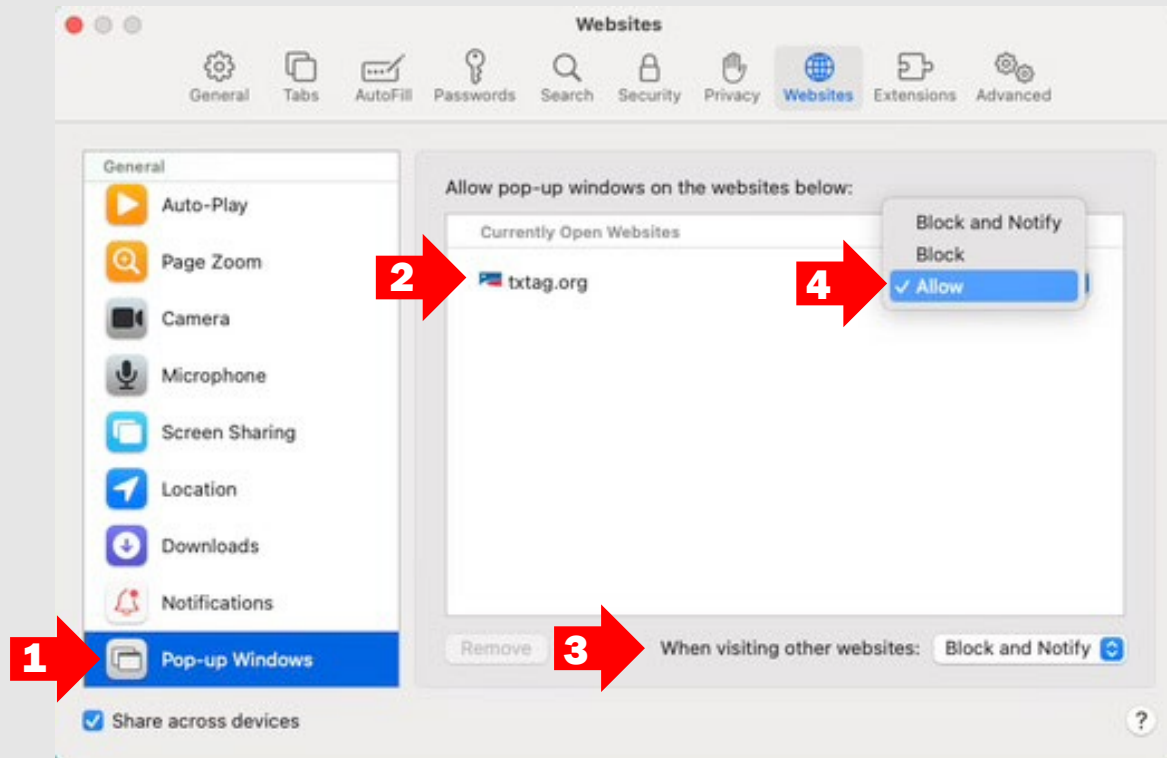 Websites
General Tabs AutoFill Passwords Search Security Privacy Websites Extensions Advanced
General
Auto-Play
Page Zoom
Camera
Microphone
Screen Sharing
Location
Downloads
Notifications
1 Pop-up Windows
Share across devices
Allow pop-up windows on the websites below:
Currently Open Websites
2 txtag.org
Block and Notify
Block
4 Allow
Remove 3 When visiting other websites: Block and Notify
?